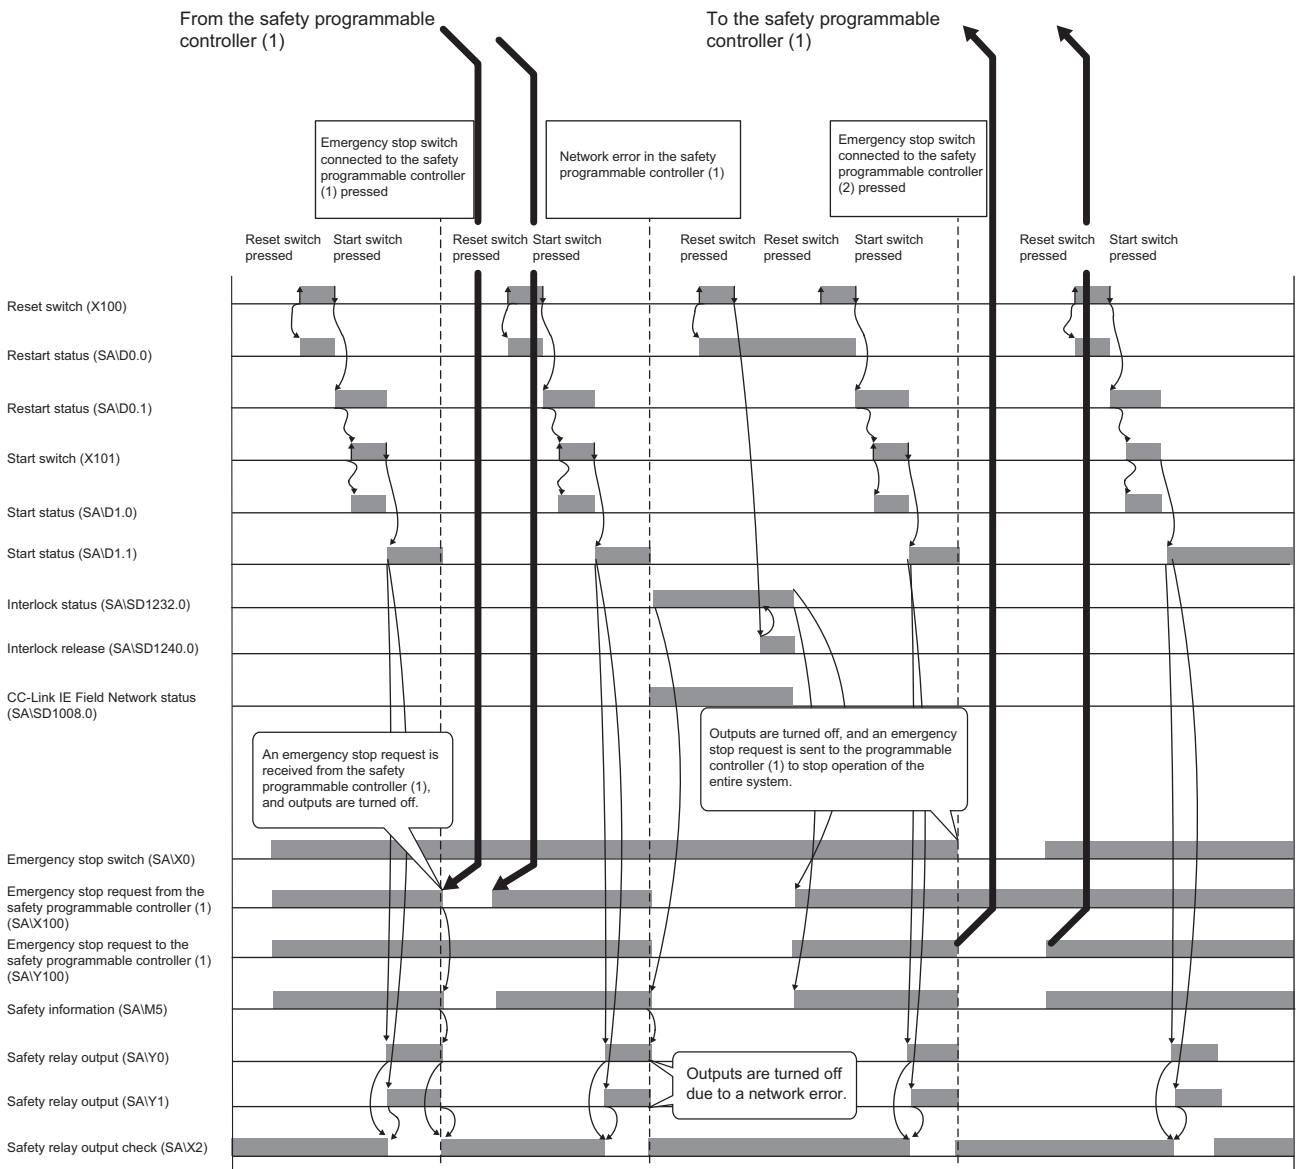 From the safety programmable
controller (1)
To the safety programmable
controller (1)
Emergency stop switch
connected to the safety
programmable controller
(1) pressed
Network error in the safety
programmable controller (1)
Emergency stop switch
connected to the safety
programmable controller
(2) pressed
Reset switch
pressed
Start switch
pressed
Reset switch
pressed
Start switch
pressed
Reset switch
pressed
Reset switch
pressed
Start switch
pressed
Reset switch
pressed
Start switch
pressed
Reset switch (X100)
Restart status (SA\D0.0)
Restart status (SA\D0.1)
Start switch (X101)
Start status (SA\D1.0)
Start status (SA\D1.1)
Interlock status (SA\SD1232.0)
Interlock release (SA\SD1240.0)
CC-Link IE Field Network status
(SA\SD1008.0)
An emergency stop request is
received from the safety
programmable controller (1),
and outputs are turned off.
Outputs are turned off, and an emergency
stop request is sent to the programmable
controller (1) to stop operation of the
entire system.
Emergency stop switch (SA\X0)
Emergency stop request from the
safety programmable controller (1)
(SA\X100)
Emergency stop request to the
safety programmable controller (1)
(SA\Y100)
Safety information (SA\M5)
Safety relay output (SA\Y0)
Outputs are turned off
due to a network error.
Safety relay output (SA\Y1)
Safety relay output check (SA\X2)